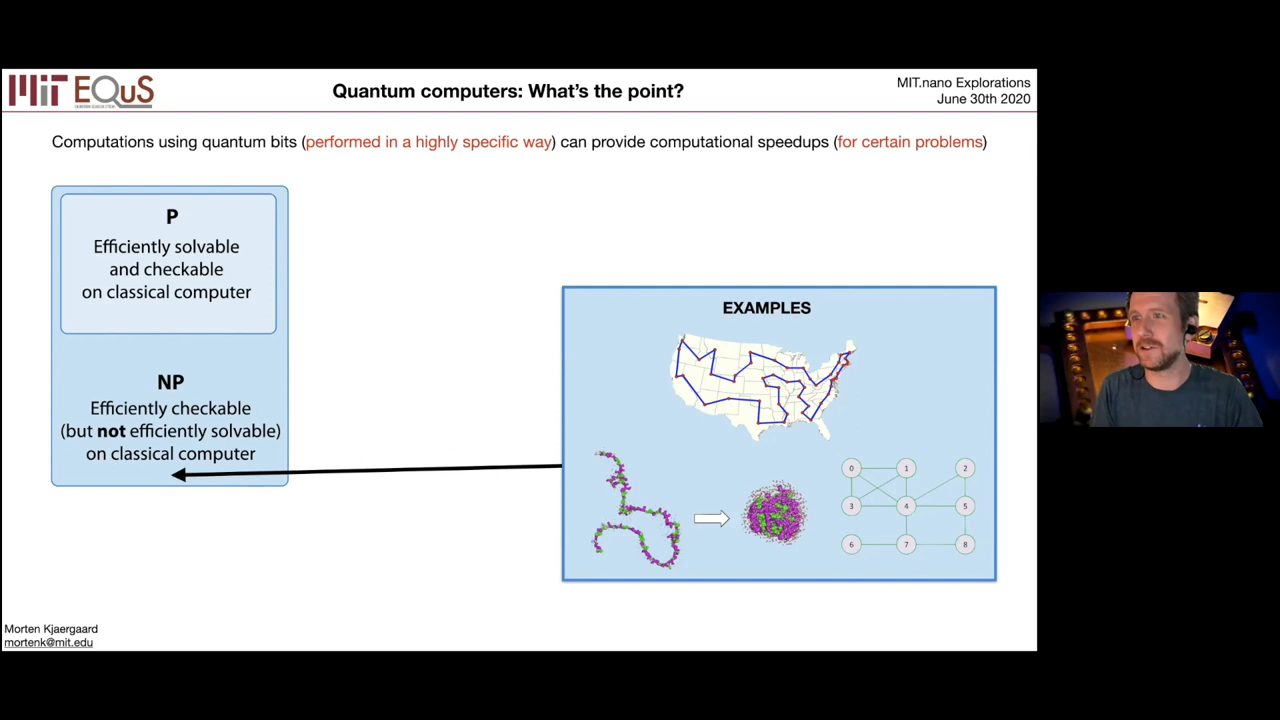 MIT EQuS
Quantum computers: What's the point?
MIT.nano Explorations
June 30th 2020
Computations using quantum bits (performed in a highly specific way) can provide computational speedups (for certain problems)
P
Efficiently solvable
and checkable
on classical computer
NP
Efficiently checkable
(but not efficiently solvable)
on classical computer
EXAMPLES
0 1 2
3 4 5
6 7 8
Morten Kjaergaard
mortenk@mit.edu